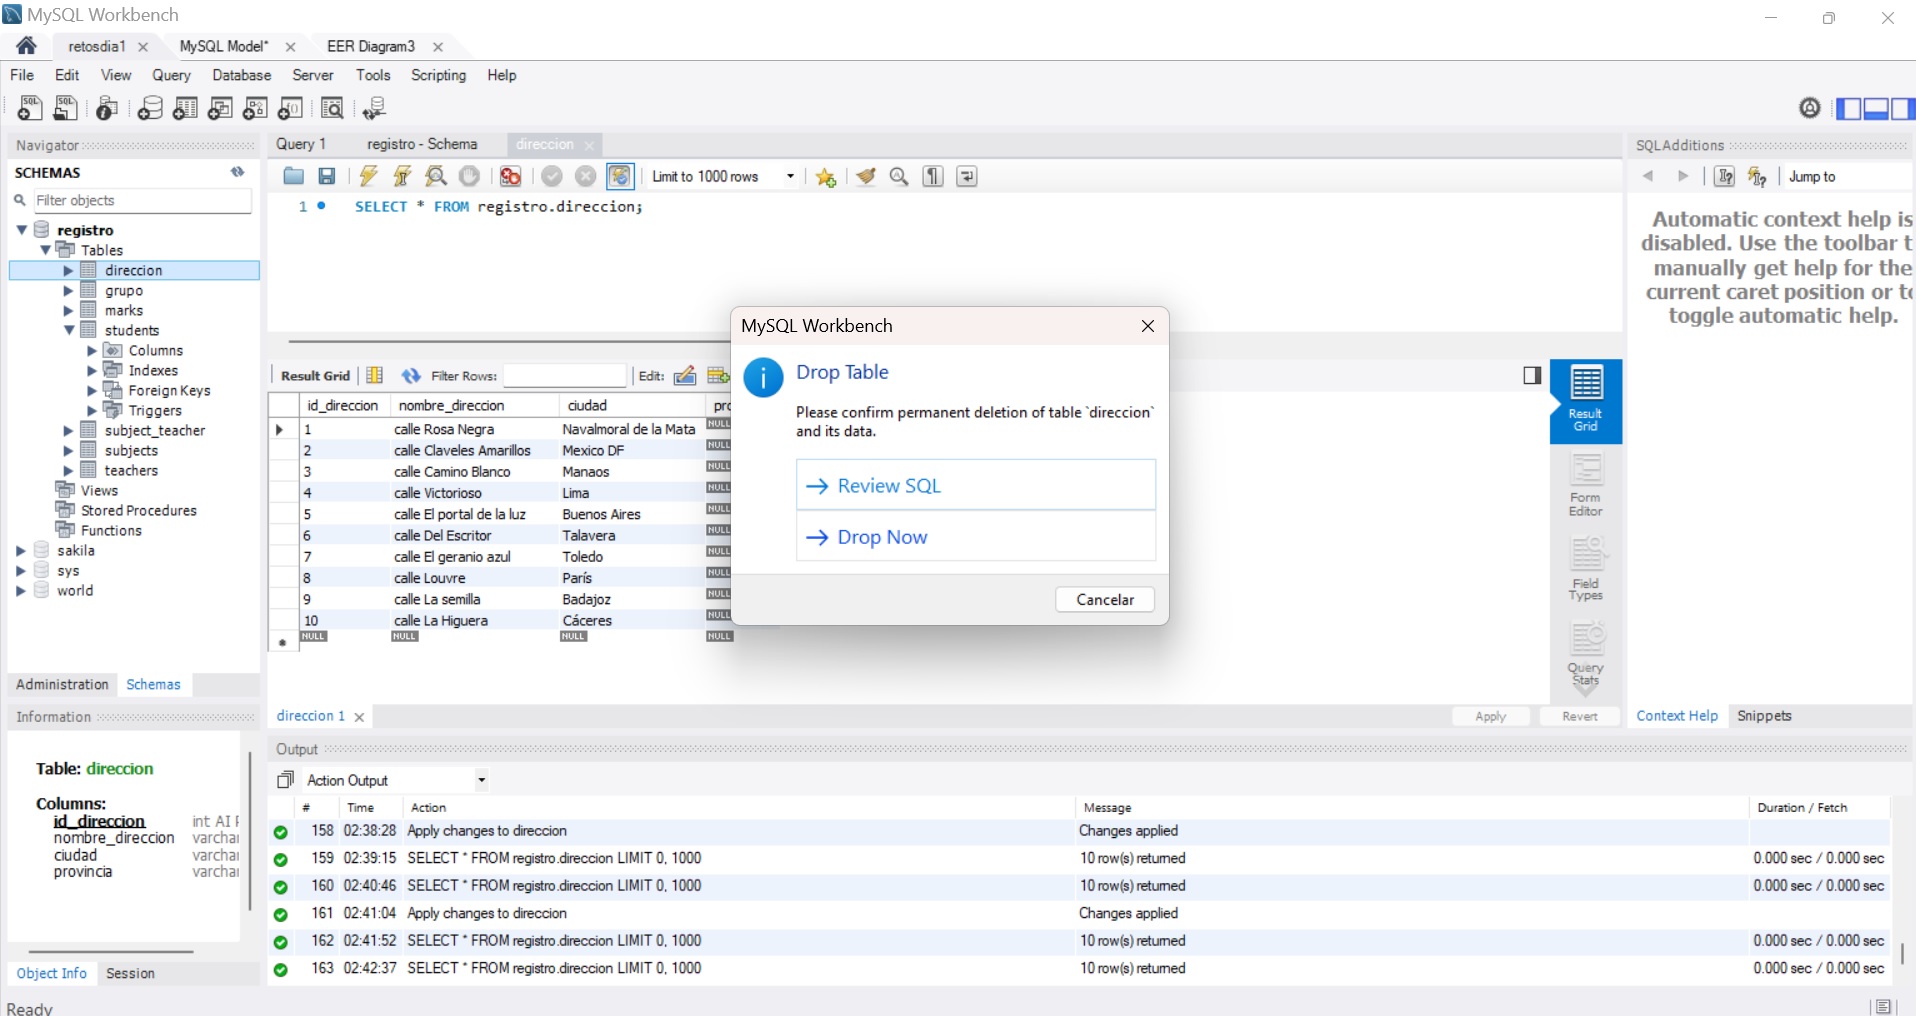 MySQL Workbench
retosdia1
MySQL Model*
EER Diagram3
File Edit View Query Database Server Tools Scripting Help
Navigator
SCHEMAS
Filter objects
registro
Tables
direccion
grupo
marks
students
Columns
Indexes
Foreign Keys
Triggers
subject_teacher
subjects
teachers
Views
Stored Procedures
Functions
sakila
sys
world
Administration Schemas
Information
Table: direccion
Columns:
id_direccion int AI
nombre_direccion varchar
ciudad varchar
provincia varchar
Object Info Session
Ready
Query 1 registro - Schema direccion
Limit to 1000 rows
1 SELECT * FROM registro.direccion;
Result Grid Filter Rows: Edit:
id_direccion nombre_direccion ciudad pro
1 calle Rosa Negra Navalmoral de la Mata NULL
2 calle Claveles Amarillos Mexico DF NULL
3 calle Camino Blanco Manaos NULL
4 calle Victorioso Lima NULL
5 calle El portal de la luz Buenos Aires NULL
6 calle Del Escritor Talavera NULL
7 calle El geranio azul Toledo NULL
8 calle Louvre París NULL
9 calle La semilla Badajoz NULL
10 calle La Higuera Cáceres NULL
NULL NULL NULL NULL
MySQL Workbench
Drop Table
Please confirm permanent deletion of table `direccion`
and its data.
Review SQL
Drop Now
Cancelar
Result
Grid
Form
Editor
Field
Types
Query
Stats
direccion 1
Apply Revert
SQLAdditions
Jump to
Automatic context help is
disabled. Use the toolbar t
manually get help for the
current caret position or to
toggle automatic help.
Context Help Snippets
Output
Action Output
# Time Action Message Duration / Fetch
158 02:38:28 Apply changes to direccion Changes applied
159 02:39:15 SELECT * FROM registro.direccion LIMIT 0, 1000 10 row(s) returned 0.000 sec / 0.000 sec
160 02:40:46 SELECT * FROM registro.direccion LIMIT 0, 1000 10 row(s) returned 0.000 sec / 0.000 sec
161 02:41:04 Apply changes to direccion Changes applied
162 02:41:52 SELECT * FROM registro.direccion LIMIT 0, 1000 10 row(s) returned 0.000 sec / 0.000 sec
163 02:42:37 SELECT * FROM registro.direccion LIMIT 0, 1000 10 row(s) returned 0.000 sec / 0.000 sec